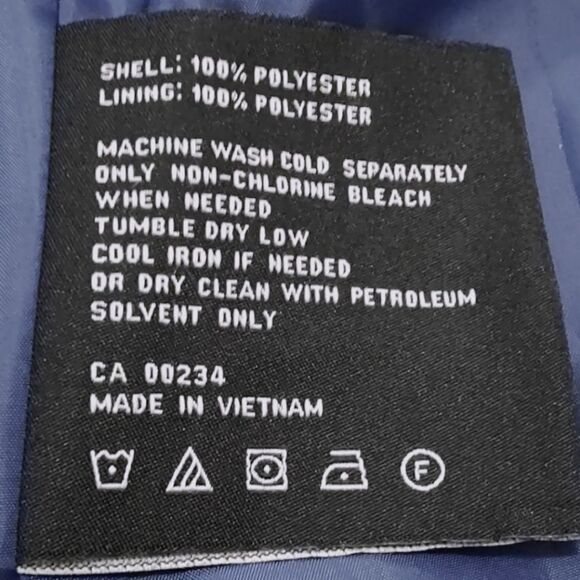 SHELL: 100% POLYESTER
LINING: 100% POLYESTER
MACHINE WASH COLD SEPARATELY
ONLY NON-CHLORINE BLEACH
WHEN NEEDED
TUMBLE DRY LOW
COOL IRON IF NEEDED
OR DRY CLEAN WITH PETROLEUM
SOLVENT ONLY
CA 00234
MADE IN VIETNAM
F